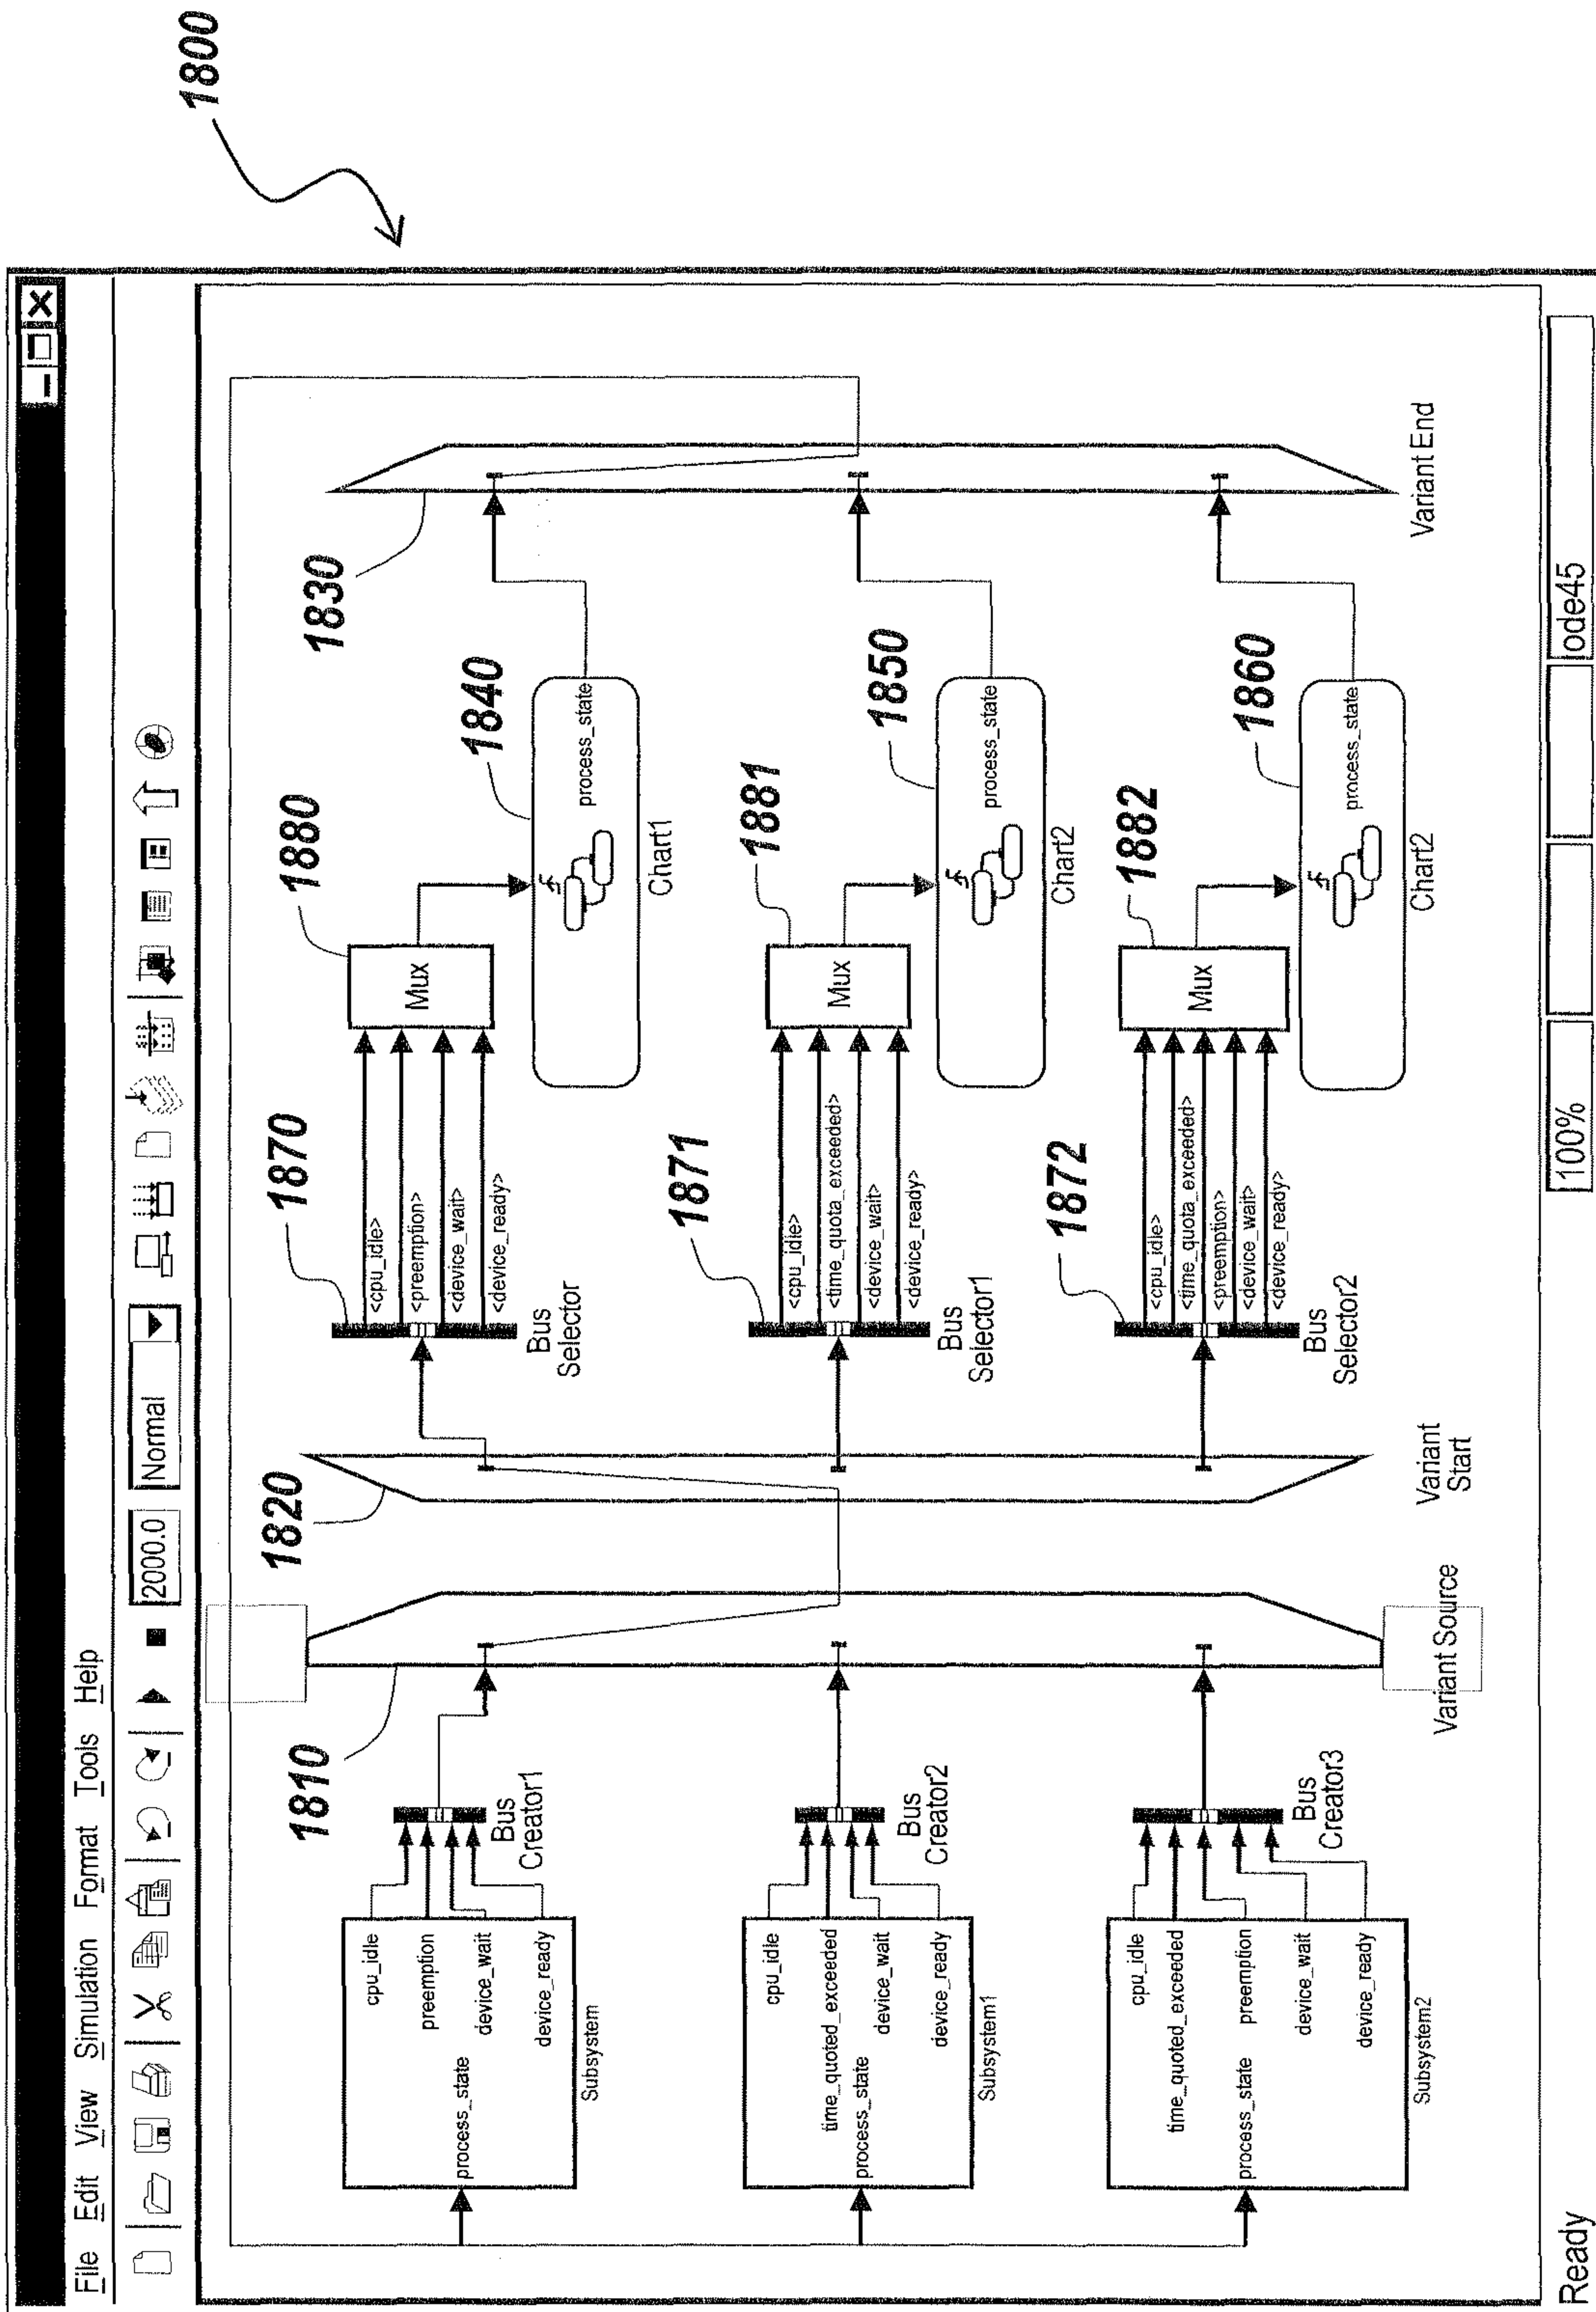 1800
File Edit View Simulation Format Tools Help
2000.0
Normal
1810
1820
1870
1880
1840
1830
cpu_idle
preemption
process_state
device_wait
device_ready
Subsystem
Bus
Creator1
<cpu_idle>
<preemption>
<device_wait>
<device_ready>
Bus
Selector
Mux
process_state
Chart1
1871
1881
1850
cpu_idle
time_quoted_exceeded
process_state
device_wait
device_ready
Subsystem1
Bus
Creator2
<cpu_idle>
<time_quota_exceeded>
<device_wait>
<device_ready>
Bus
Selector1
Mux
process_state
Chart2
1872
1882
1860
cpu_idle
time_quoted_exceeded
process_state
preemption
device_wait
device_ready
Subsystem2
Bus
Creator3
<cpu_idle>
<time_quota_exceeded>
<preemption>
<device_wait>
<device_ready>
Bus
Selector2
Mux
process_state
Chart2
Variant Source
Variant
Start
Variant End
Ready
100%
ode45